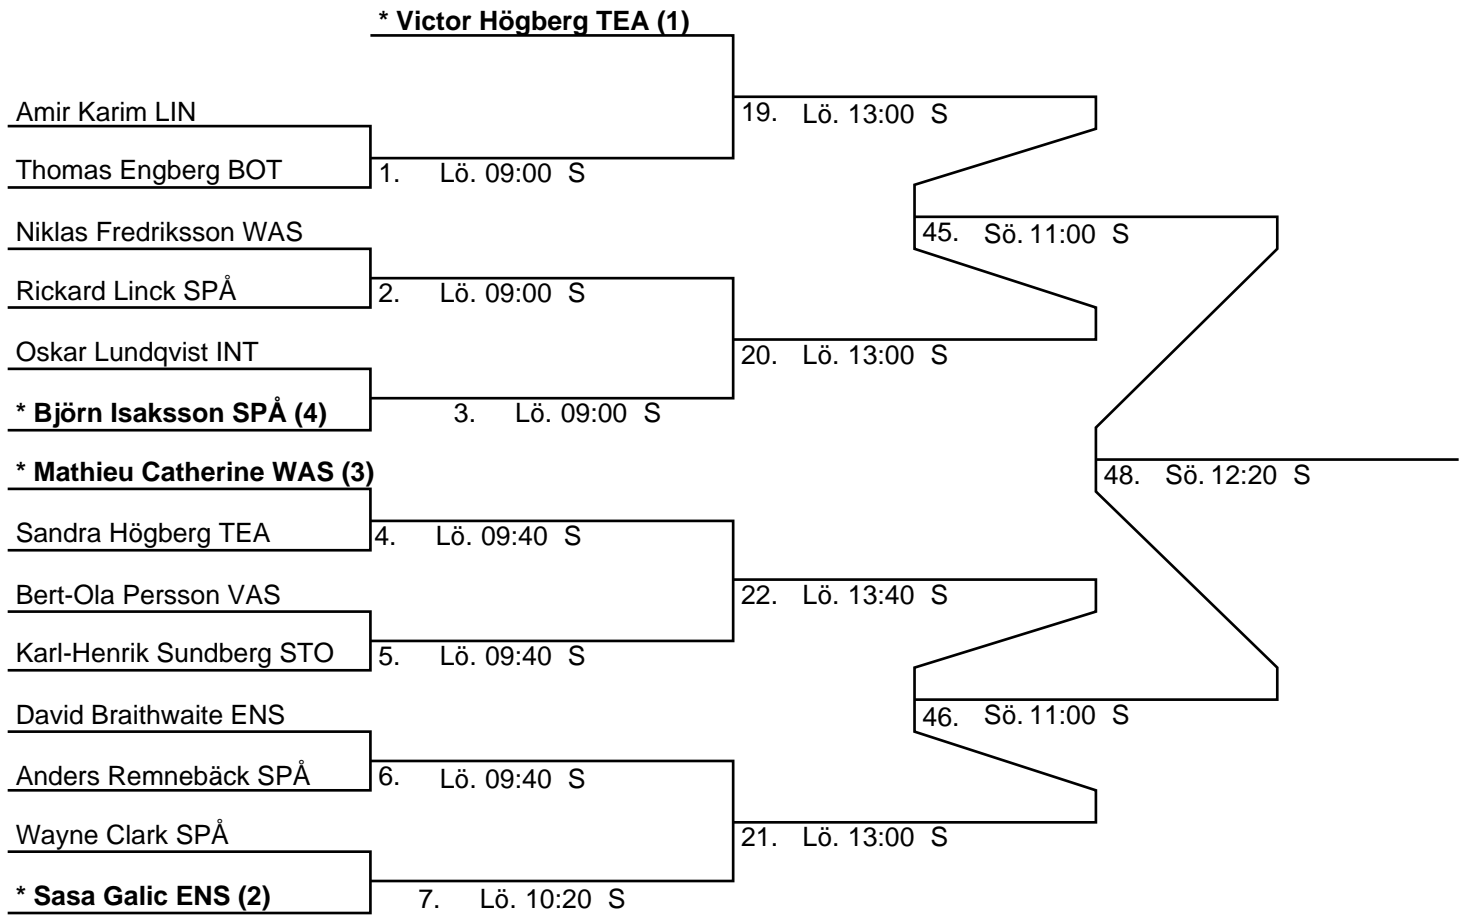 * Victor Högberg TEA (1)
Amir Karim LIN
19. Lö. 13:00 S
Thomas Engberg BOT
1. Lö. 09:00 S
Niklas Fredriksson WAS
45. Sö. 11:00 S
Rickard Linck SPÅ
2. Lö. 09:00 S
Oskar Lundqvist INT
20. Lö. 13:00 S
* Björn Isaksson SPÅ (4)
3. Lö. 09:00 S
* Mathieu Catherine WAS (3)
48. Sö. 12:20 S
Sandra Högberg TEA
4. Lö. 09:40 S
Bert-Ola Persson VAS
22. Lö. 13:40 S
Karl-Henrik Sundberg STO
5. Lö. 09:40 S
David Braithwaite ENS
46. Sö. 11:00 S
Anders Remnebäck SPÅ
6. Lö. 09:40 S
Wayne Clark SPÅ
21. Lö. 13:00 S
* Sasa Galic ENS (2)
7. Lö. 10:20 S